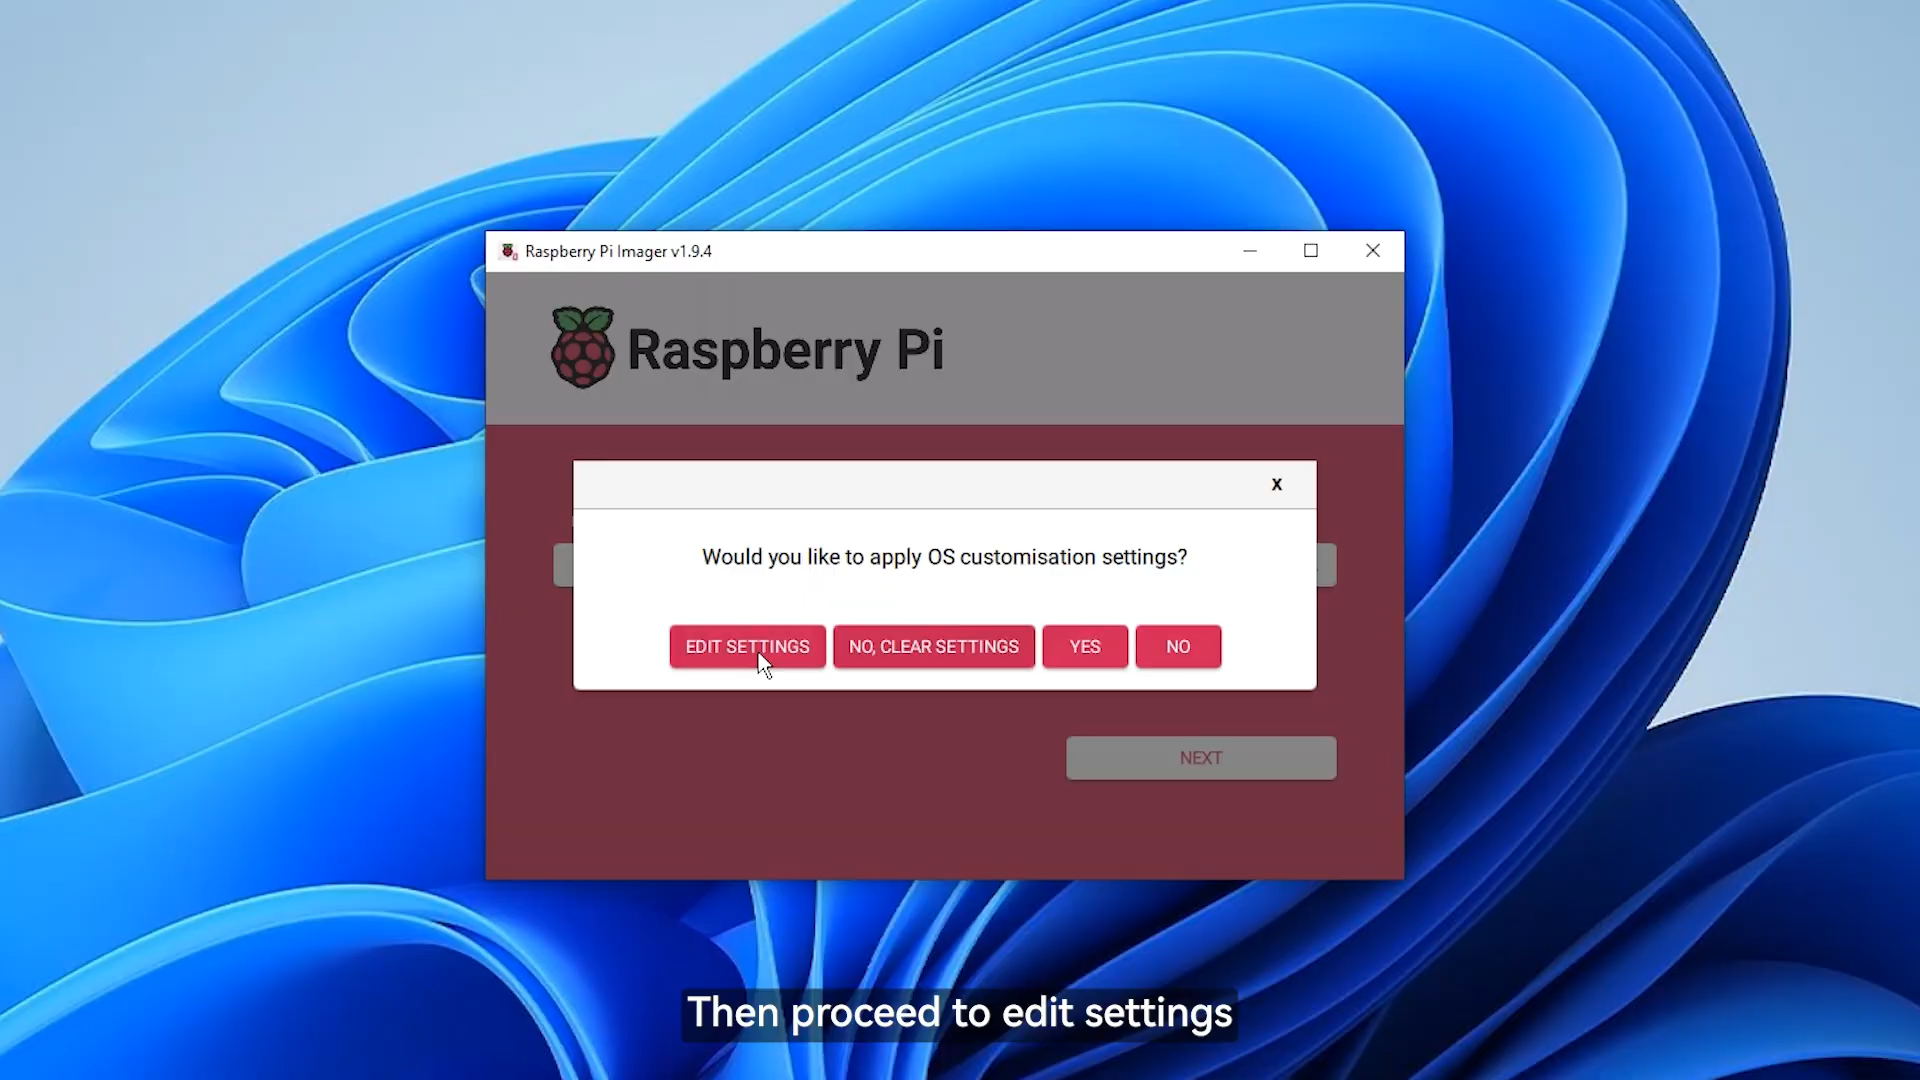 Raspberry Pi Imager v1.9.4
Raspberry Pi
X
Would you like to apply OS customisation settings?
EDIT SETTINGS
NO, CLEAR SETTINGS
YES
NO
NEXT
Then proceed to edit settings